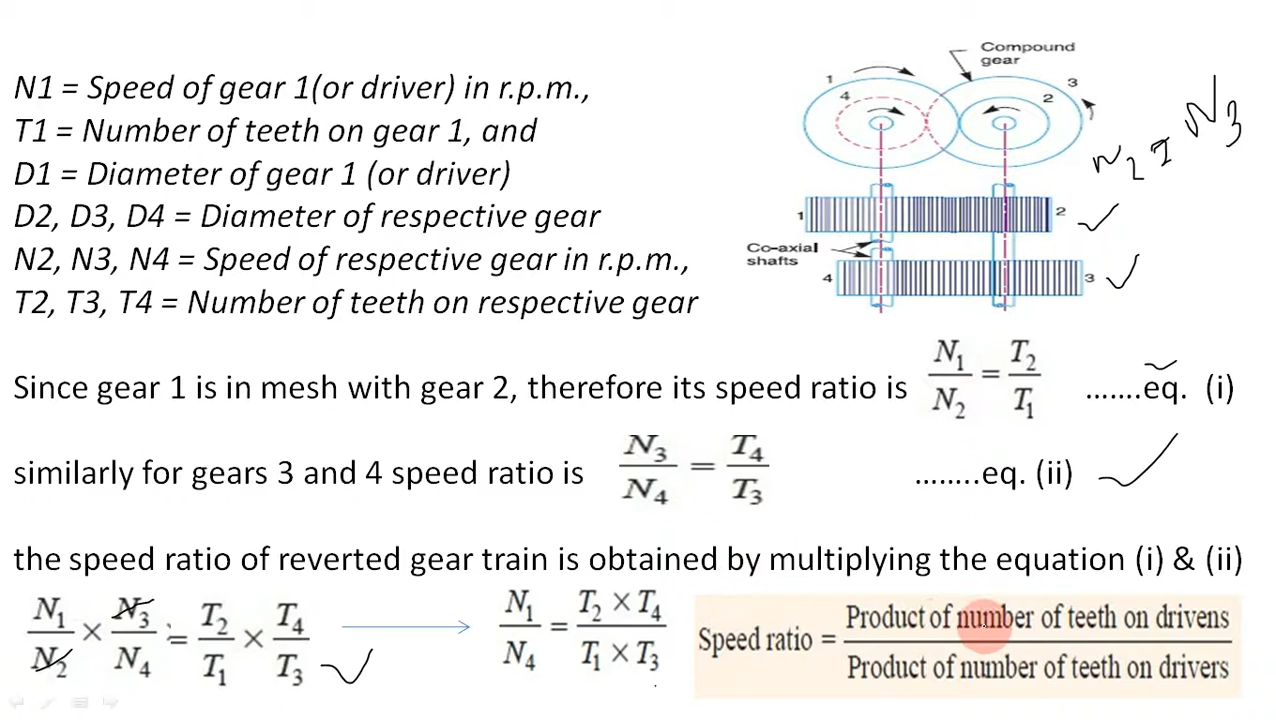 N1 = Speed of gear 1(or driver) in r.p.m.,
T1 = Number of teeth on gear 1, and
D1 = Diameter of gear 1 (or driver)
D2, D3, D4 = Diameter of respective gear
N2, N3, N4 = Speed of respective gear in r.p.m.,
T2, T3, T4 = Number of teeth on respective gear
Compound
gear
1
4
2
3
N2 = N3
1
2
Co-axial
shafts
4
3
Since gear 1 is in mesh with gear 2, therefore its speed ratio is N₁/N₂ = T₂/T₁ .......eq. (i)
similarly for gears 3 and 4 speed ratio is N₃/N₄ = T₄/T₃ ........eq. (ii)
the speed ratio of reverted gear train is obtained by multiplying the equation (i) & (ii)
N₁/N₂ × N₃/N₄ = T₂/T₁ × T₄/T₃
N₁/N₄ = T₂ × T₄/T₁ × T₃
Speed ratio = Product of number of teeth on drivens/Product of number of teeth on drivers